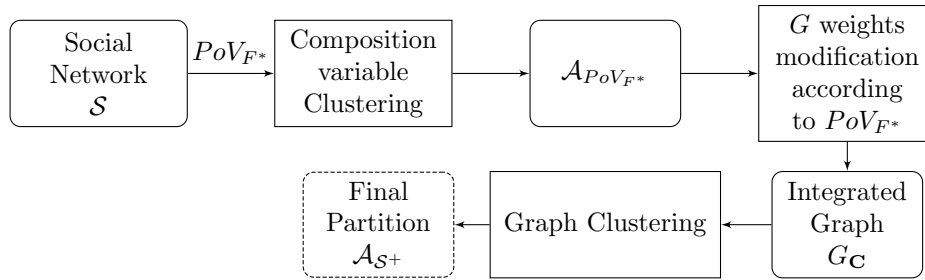 Social
Network
𝒮
PoV_{F*}
Composition
variable
Clustering
𝒜_{PoV_{F*}}
G weights
modification
according
to PoV_{F*}
Final
Partition
𝒜_{𝒮+}
Graph Clustering
Integrated
Graph
G_𝐂